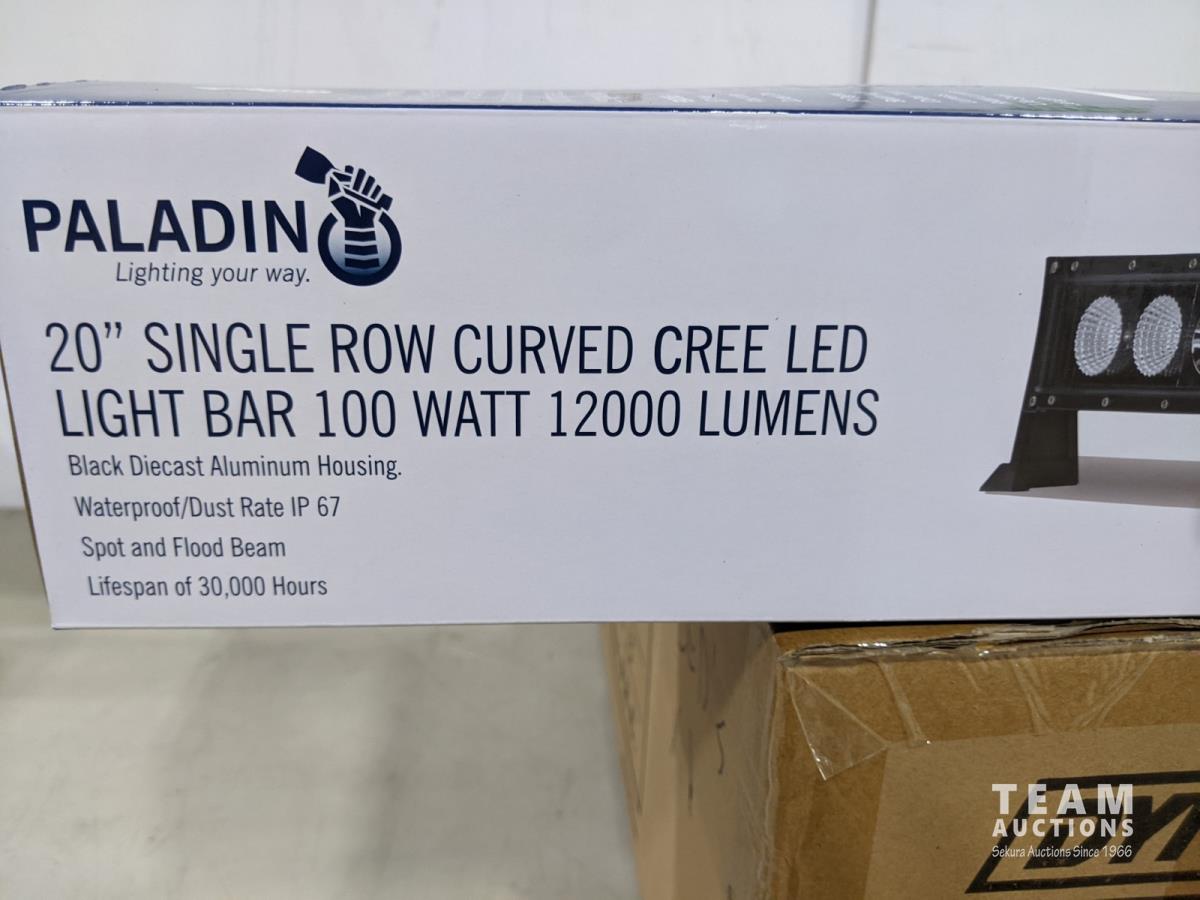 PALADIN
Lighting your way.
20” SINGLE ROW CURVED CREE LED
LIGHT BAR 100 WATT 12000 LUMENS
Black Diecast Aluminum Housing.
Waterproof/Dust Rate IP 67
Spot and Flood Beam
Lifespan of 30,000 Hours
TEAM
AUCTIONS
Sekura Auctions Since 1966